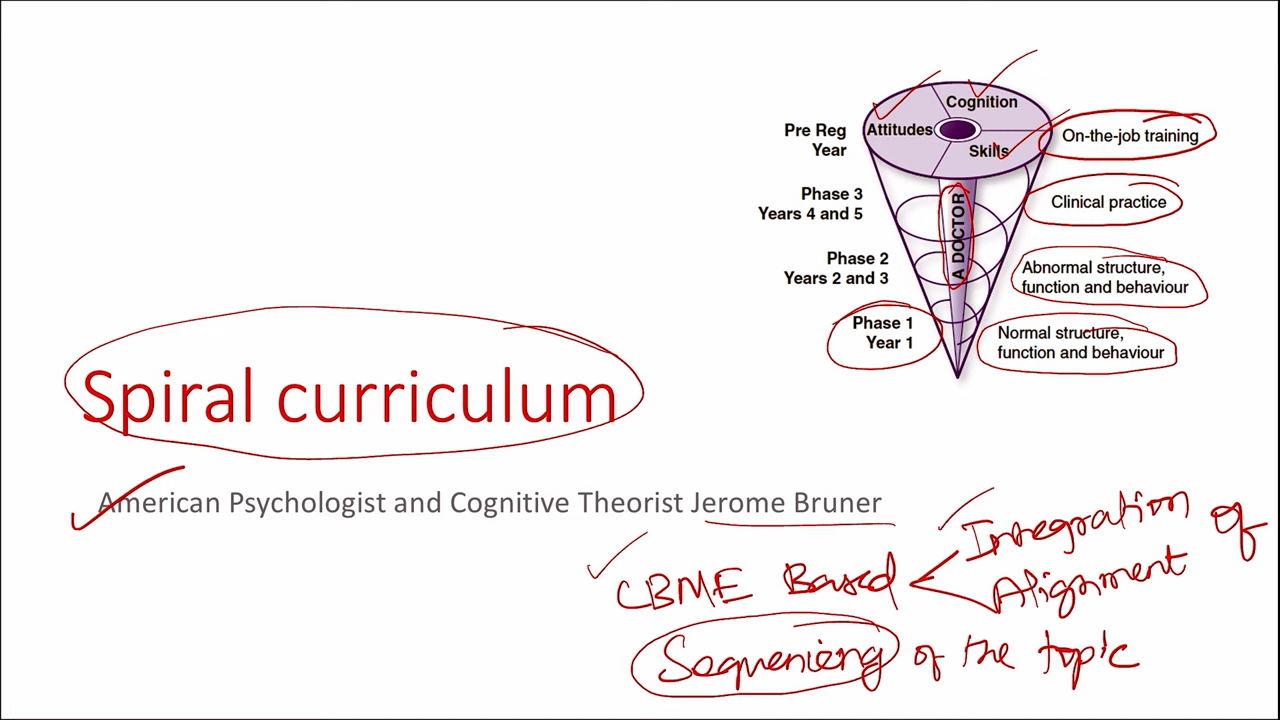 Cognition
Attitudes
Skills
A DOCTOR
Pre Reg
Year
On-the-job training
Phase 3
Years 4 and 5
Clinical practice
Phase 2
Years 2 and 3
Abnormal structure,
function and behaviour
Phase 1
Year 1
Normal structure,
function and behaviour
Spiral curriculum
American Psychologist and Cognitive Theorist Jerome Bruner
Integration of
CBME Based
Alignment
Sequenieng of the topic